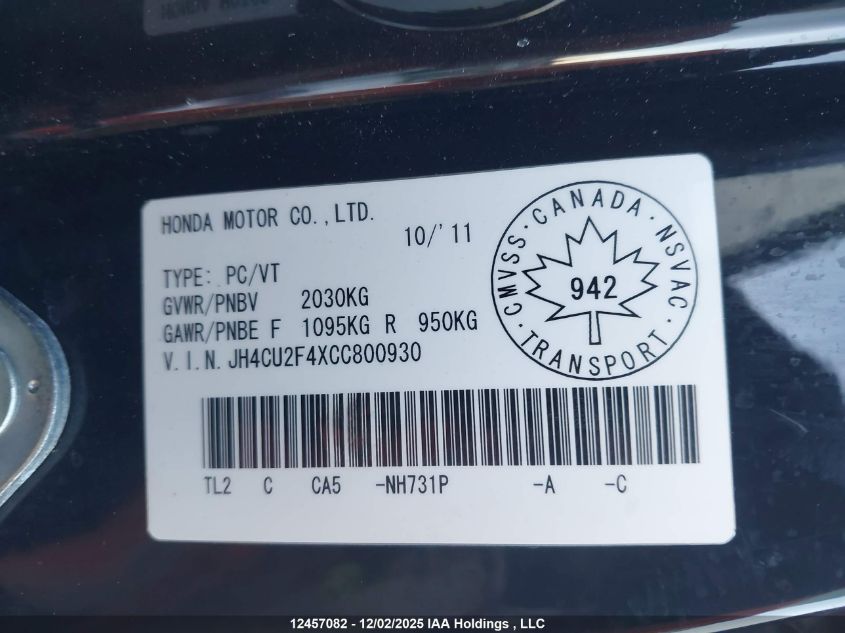 HONDA MOTOR CO.,LTD.
10/'11
TYPE: PC/VT
GVWR/PNBV 2030KG
GAWR/PNBE F 1095KG R 950KG
V.I.N. JH4CU2F4XCC800930
CMVSS · CANADA · NSVAC · TRANSPORT ·
942
TL2 C CA5 -NH731P -A -C
12457082 - 12/02/2025 IAA Holdings , LLC